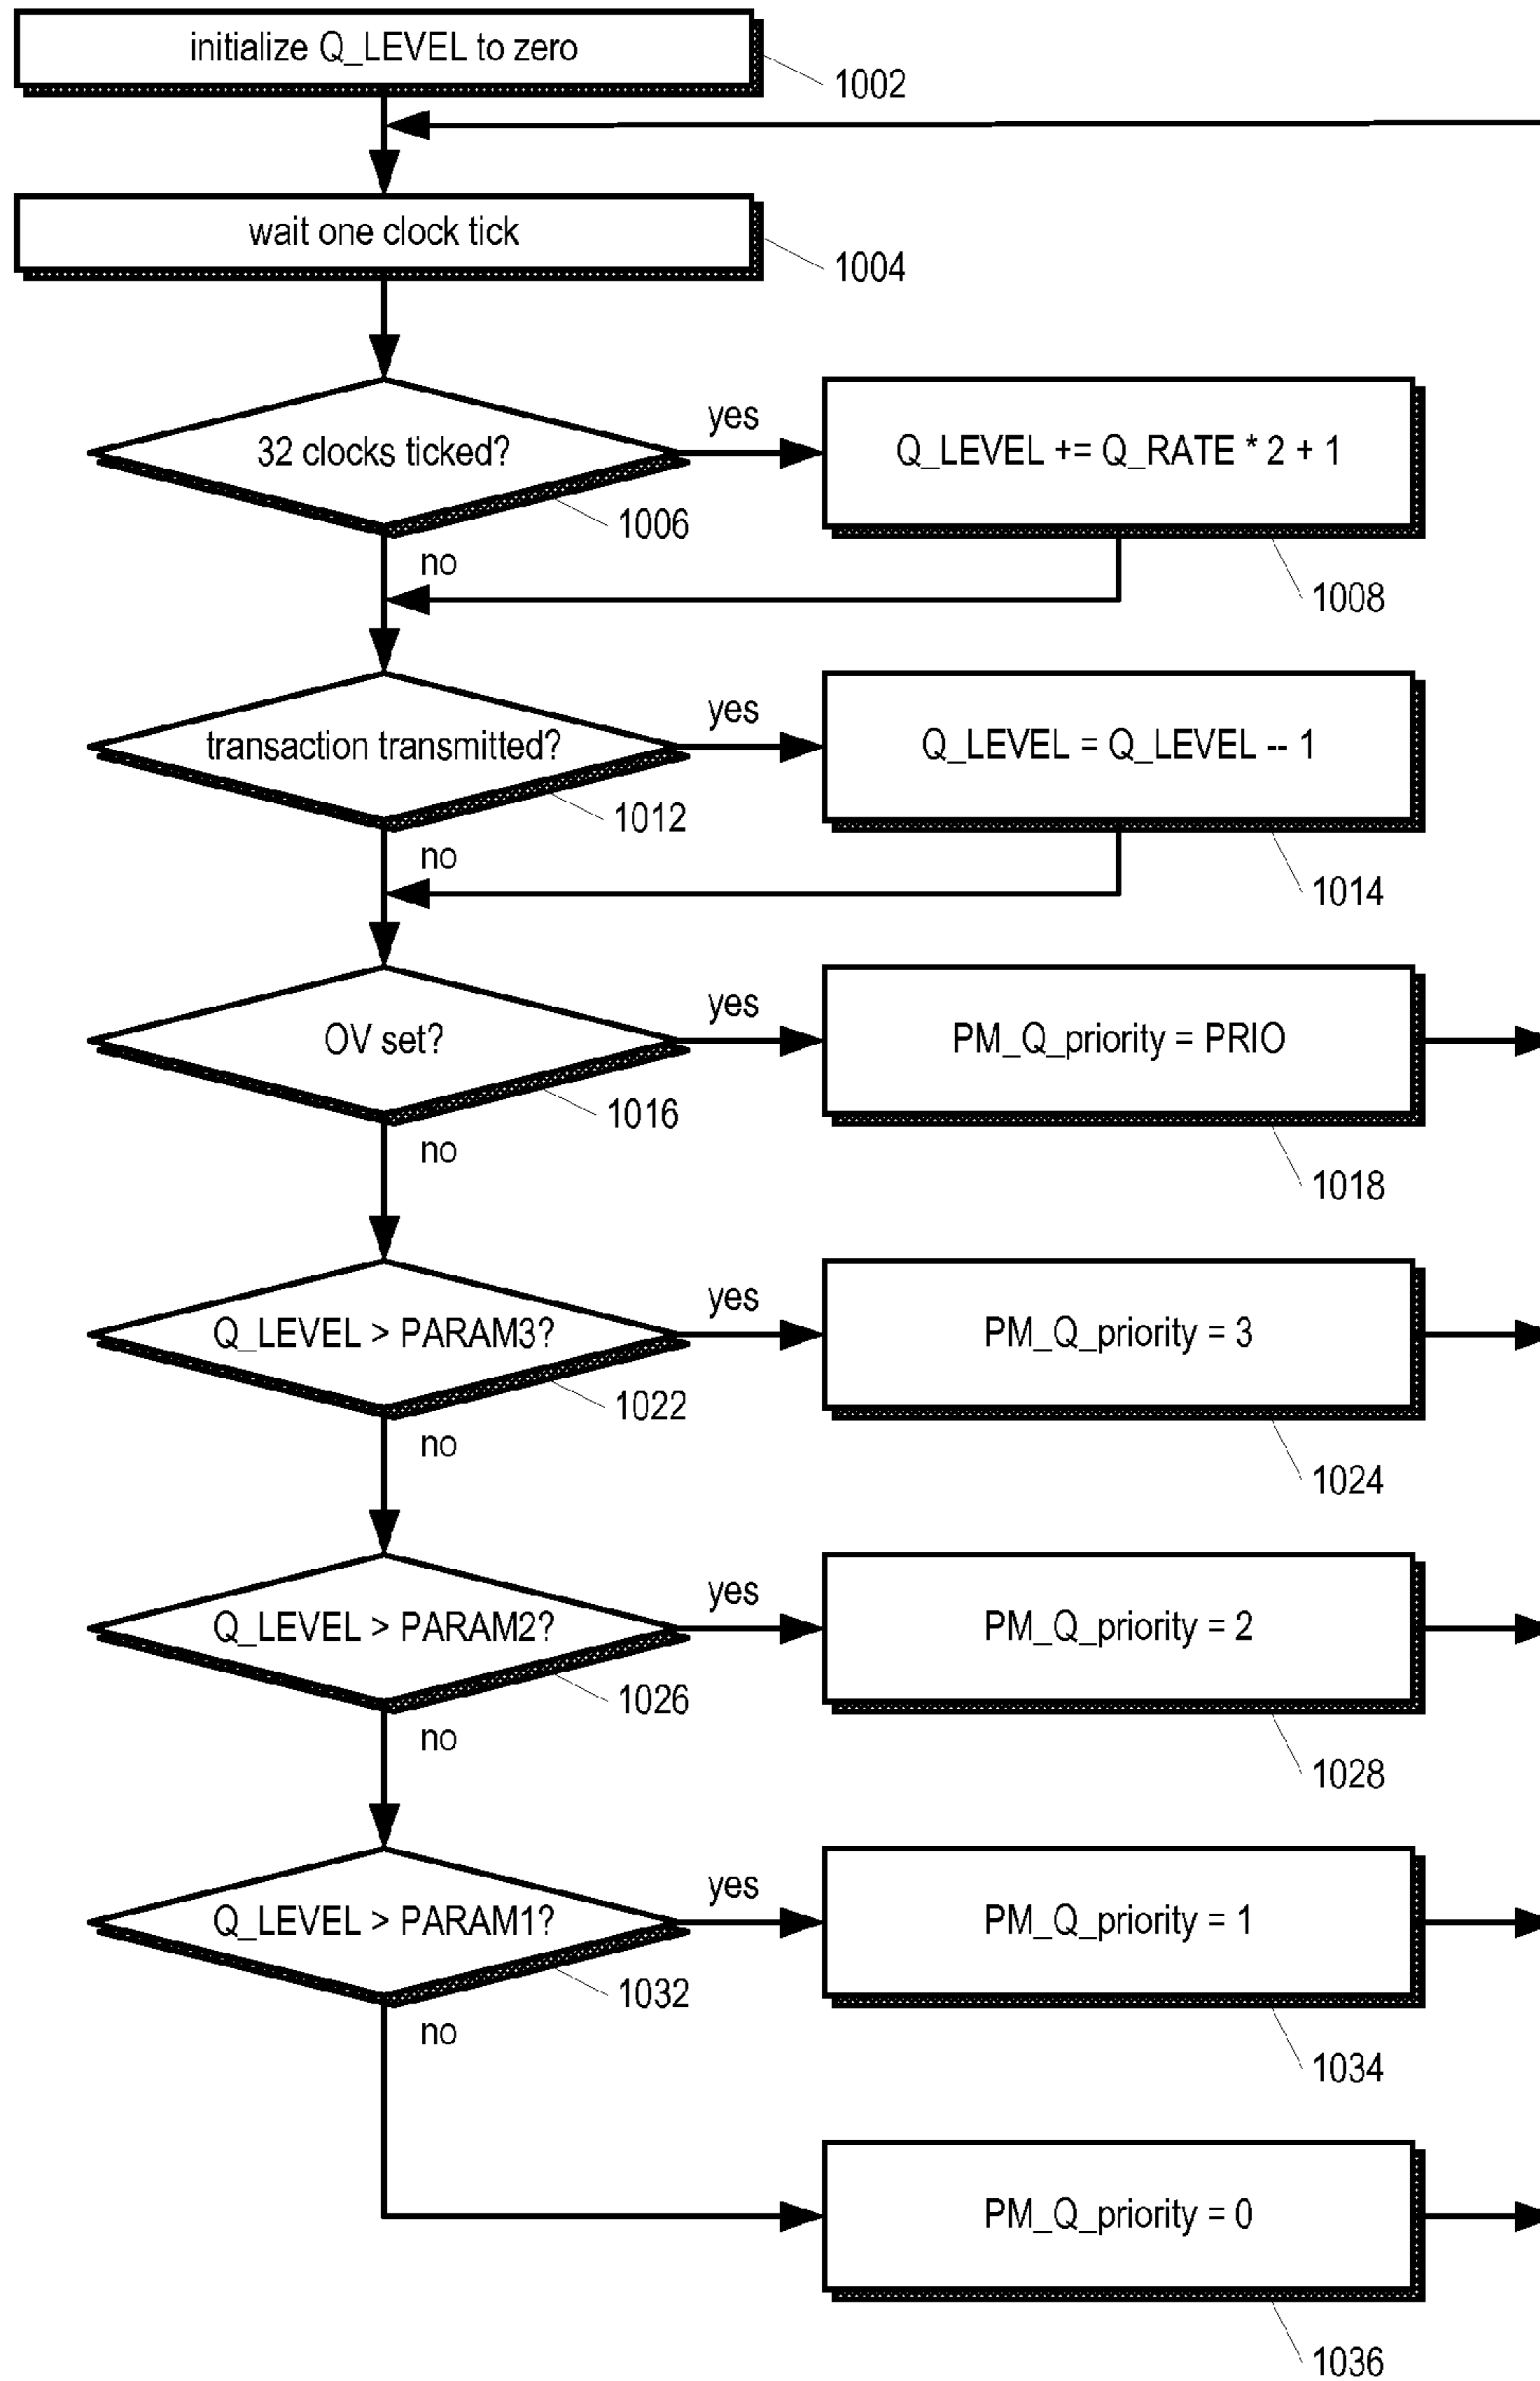 initialize Q_LEVEL to zero
1002
wait one clock tick
1004
32 clocks ticked?
yes
Q_LEVEL += Q_RATE * 2 + 1
1006
no
1008
transaction transmitted?
yes
Q_LEVEL = Q_LEVEL -- 1
1012
no
1014
OV set?
yes
PM_Q_priority = PRIO
1016
no
1018
Q_LEVEL > PARAM3?
yes
PM_Q_priority = 3
1022
no
1024
Q_LEVEL > PARAM2?
yes
PM_Q_priority = 2
1026
no
1028
Q_LEVEL > PARAM1?
yes
PM_Q_priority = 1
1032
no
1034
PM_Q_priority = 0
1036